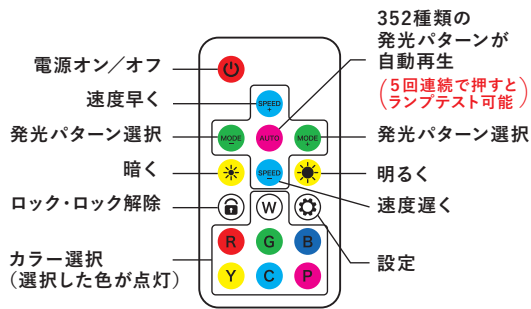 352種類の
発光パターンが
自動再生
(5回連続で押すと
ランプテスト可能)
電源オン／オフ
速度早く
発光パターン選択
暗く
ロック・ロック解除
カラー選択
(選択した色が点灯)
SPEED
+
MODE
−
AUTO
MODE
+
SPEED
−
W
R
G
B
Y
C
P
発光パターン選択
明るく
速度遅く
設定